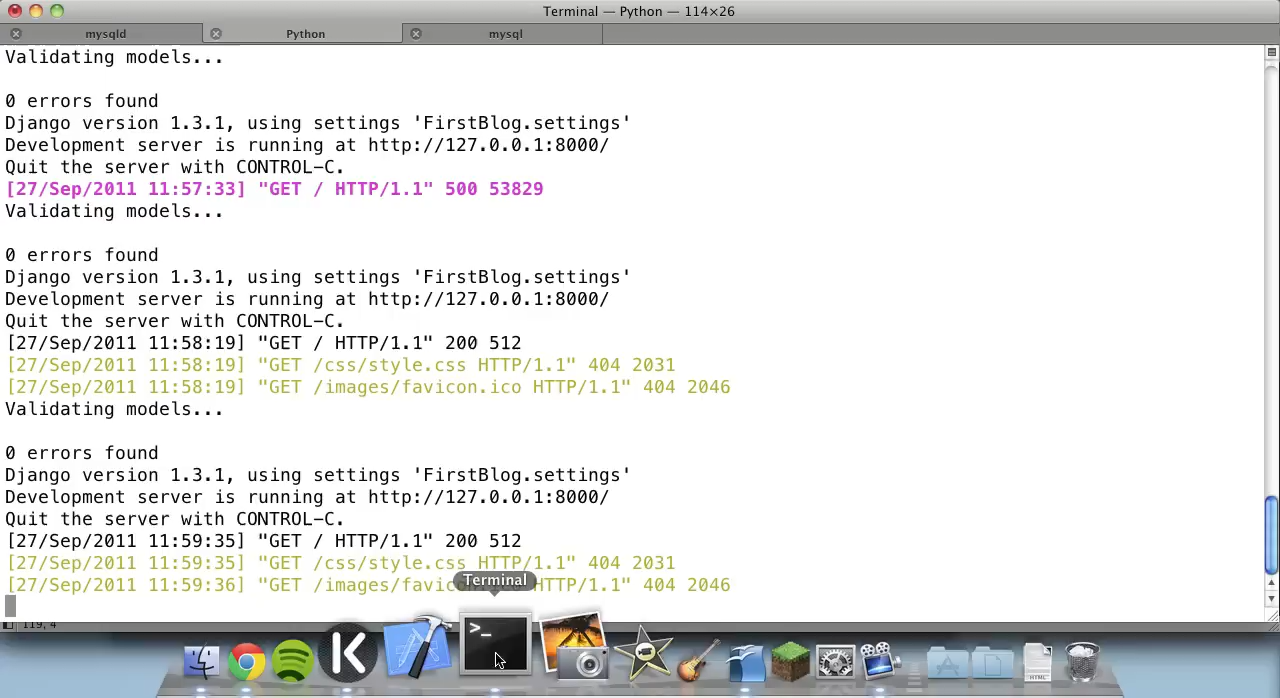 Terminal — Python — 114×26
mysqld
Python
mysql
Validating models...
0 errors found
Django version 1.3.1, using settings 'FirstBlog.settings'
Development server is running at http://127.0.0.1:8000/
Quit the server with CONTROL-C.
[27/Sep/2011 11:57:33] "GET / HTTP/1.1" 500 53829
Validating models...
0 errors found
Django version 1.3.1, using settings 'FirstBlog.settings'
Development server is running at http://127.0.0.1:8000/
Quit the server with CONTROL-C.
[27/Sep/2011 11:58:19] "GET / HTTP/1.1" 200 512
[27/Sep/2011 11:58:19] "GET /css/style.css HTTP/1.1" 404 2031
[27/Sep/2011 11:58:19] "GET /images/favicon.ico HTTP/1.1" 404 2046
Validating models...
0 errors found
Django version 1.3.1, using settings 'FirstBlog.settings'
Development server is running at http://127.0.0.1:8000/
Quit the server with CONTROL-C.
[27/Sep/2011 11:59:35] "GET / HTTP/1.1" 200 512
[27/Sep/2011 11:59:35] "GET /css/style.css HTTP/1.1" 404 2031
[27/Sep/2011 11:59:36] "GET HTTP/1.1" 404 2046
Terminal
119, 4
>_
K
HTML